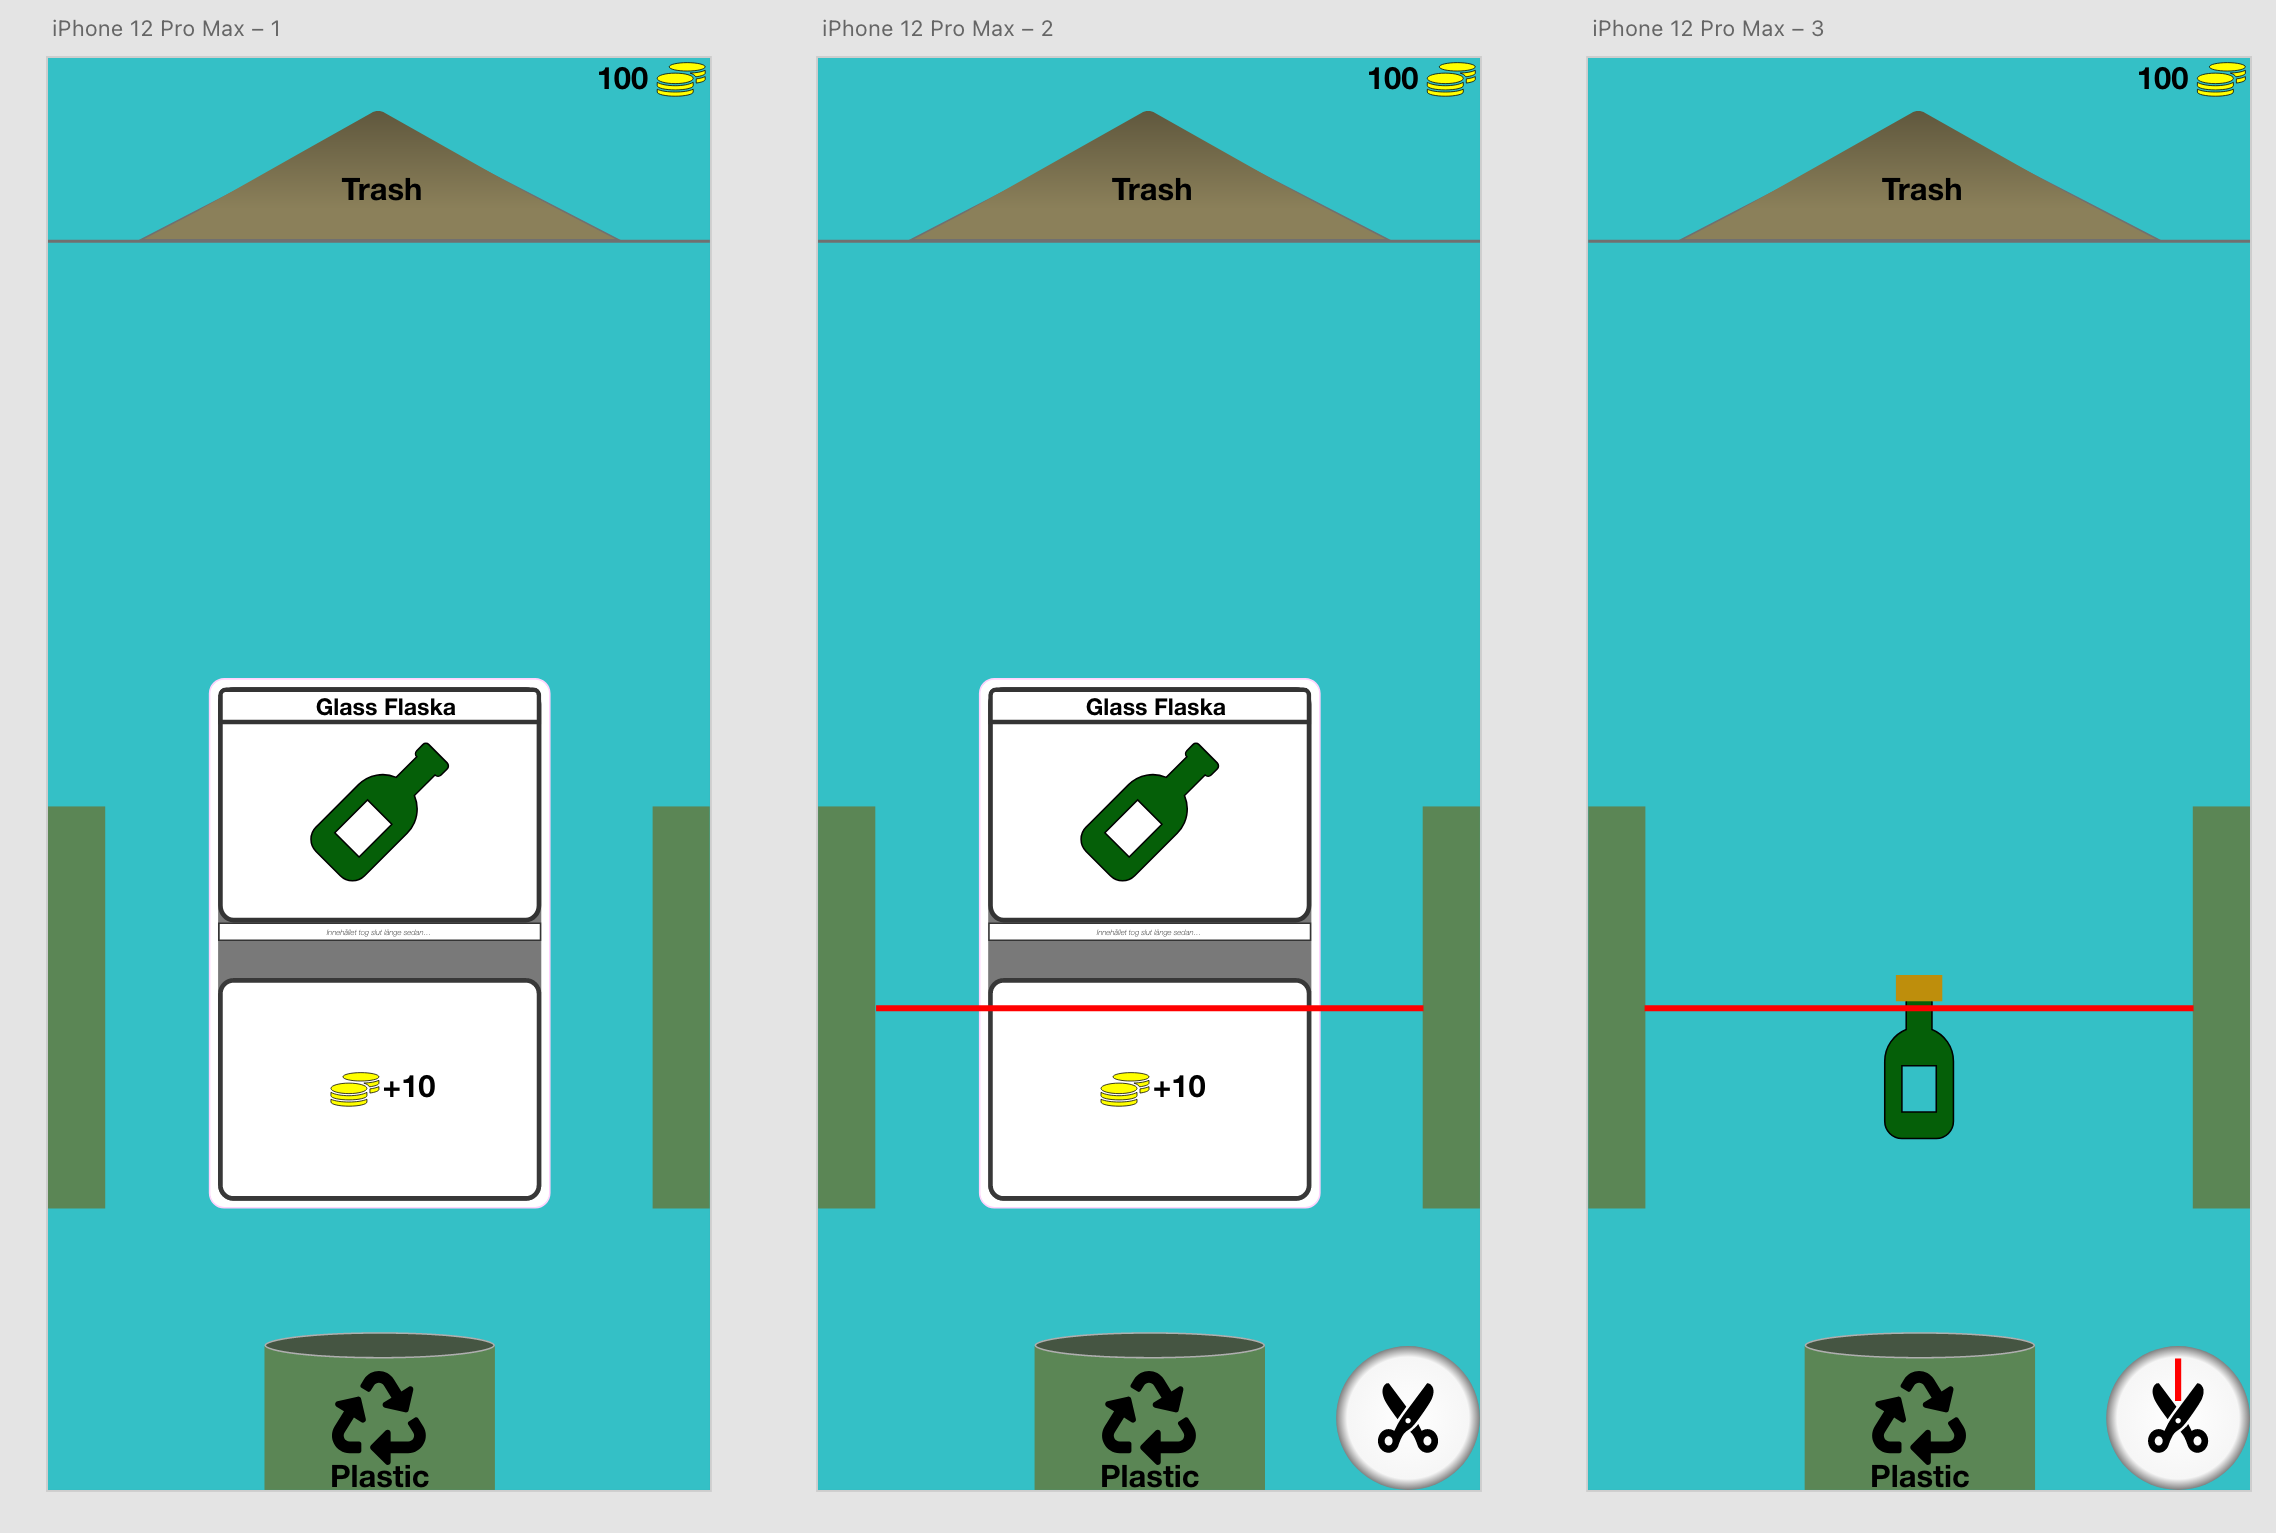 iPhone 12 Pro Max – 1
100
Trash
Glass Flaska
Innehållet tog slut länge sedan...
+10
Plastic
iPhone 12 Pro Max – 2
100
Trash
Glass Flaska
Innehållet tog slut länge sedan...
+10
Plastic
iPhone 12 Pro Max – 3
100
Trash
Plastic